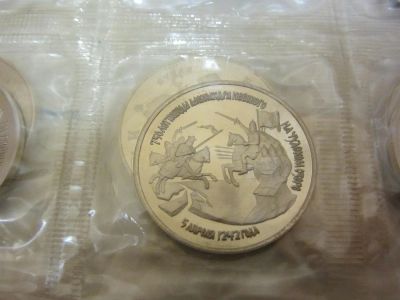 750-ЛЕТИЕ ПОБЕДЫ АЛЕКСАНДРА НЕВСКОГО
НА ЧУДСКОМ ОЗЕРЕ
5 АПРЕЛЯ 1242 ГОДА